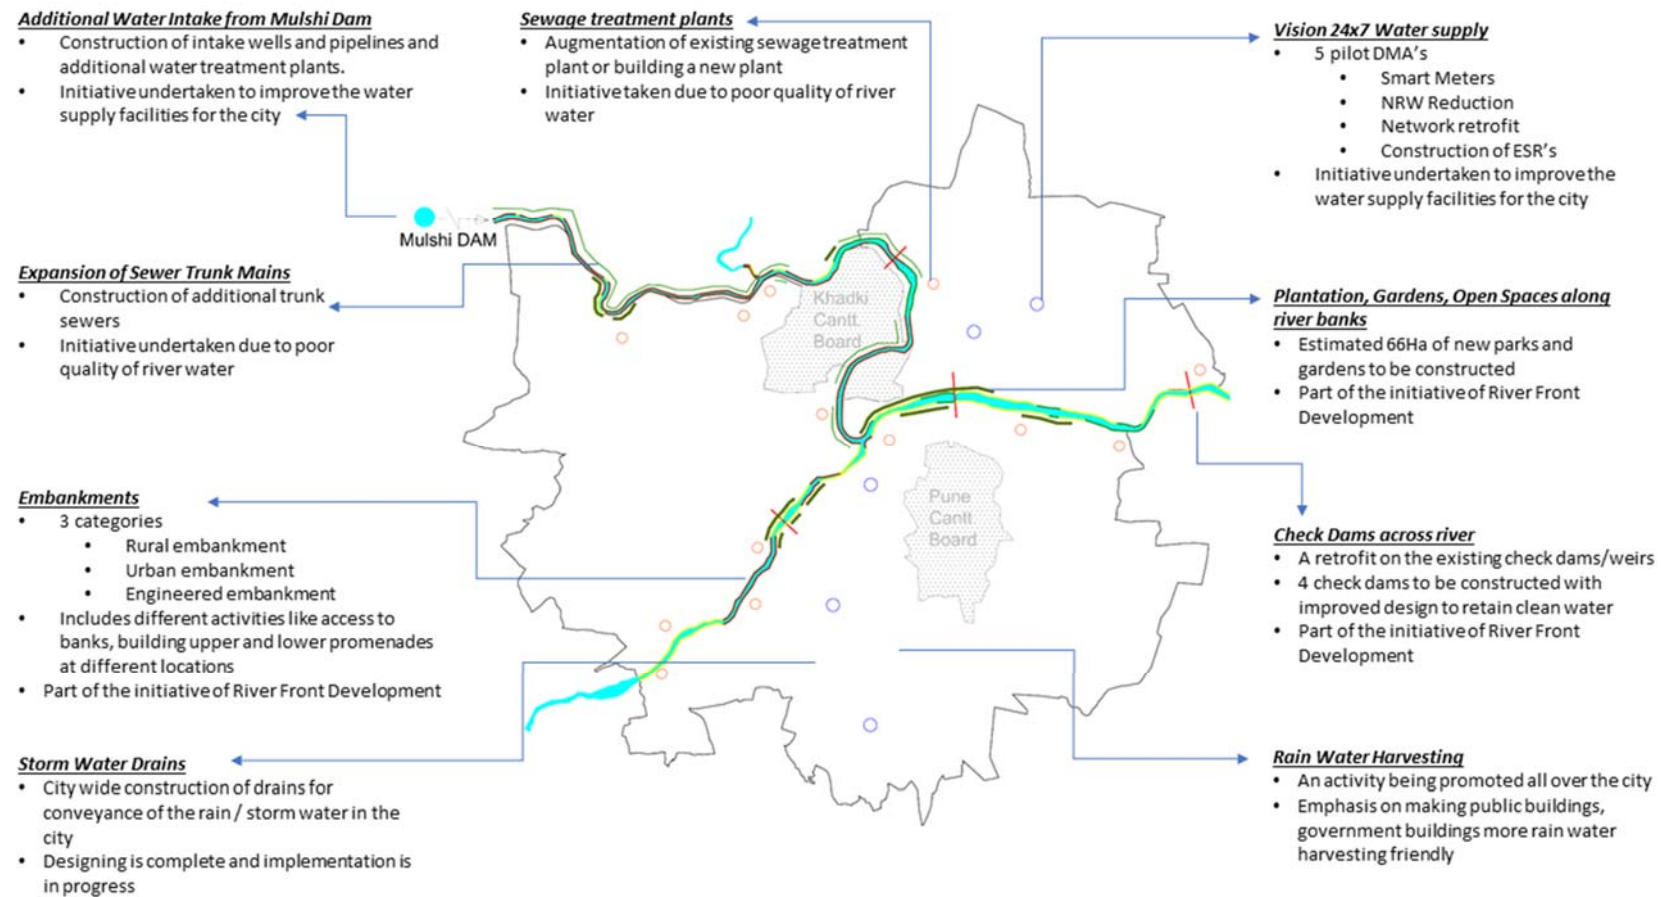 Additional Water Intake from Mulshi Dam
• Construction of intake wells and pipelines and
additional water treatment plants.
• Initiative undertaken to improve the water
supply facilities for the city
Sewage treatment plants
• Augmentation of existing sewage treatment
plant or building a new plant
• Initiative taken due to poor quality of river
water
Vision 24x7 Water supply
• 5 pilot DMA's
• Smart Meters
• NRW Reduction
• Network retrofit
• Construction of ESR's
• Initiative undertaken to improve the
water supply facilities for the city
Mulshi DAM
Expansion of Sewer Trunk Mains
• Construction of additional trunk
sewers
• Initiative undertaken due to poor
quality of river water
Khadki
Cantt.
Board
Plantation, Gardens, Open Spaces along
river banks
• Estimated 66Ha of new parks and
gardens to be constructed
• Part of the initiative of River Front
Development
Embankments
• 3 categories
• Rural embankment
• Urban embankment
• Engineered embankment
• Includes different activities like access to
banks, building upper and lower promenades
at different locations
• Part of the initiative of River Front Development
Pune
Cantt.
Board
Check Dams across river
• A retrofit on the existing check dams/weirs
• 4 check dams to be constructed with
improved design to retain clean water
• Part of the initiative of River Front
Development
Storm Water Drains
• City wide construction of drains for
conveyance of the rain / storm water in the
city
• Designing is complete and implementation is
in progress
Rain Water Harvesting
• An activity being promoted all over the city
• Emphasis on making public buildings,
government buildings more rain water
harvesting friendly